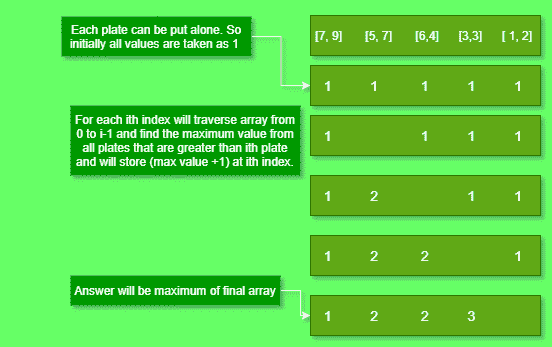 Each plate can be put alone. So
initially all values are taken as 1
[7, 9] [5, 7] [6,4] [3,3] [ 1, 2]
1 1 1 1 1
For each ith index will traverse array from
0 to i-1 and find the maximum value from
all plates that are greater than ith plate
and will store (max value +1) at ith index.
1 1 1 1
1 2 1 1
1 2 2 1
Answer will be maximum of final array
1 2 2 3